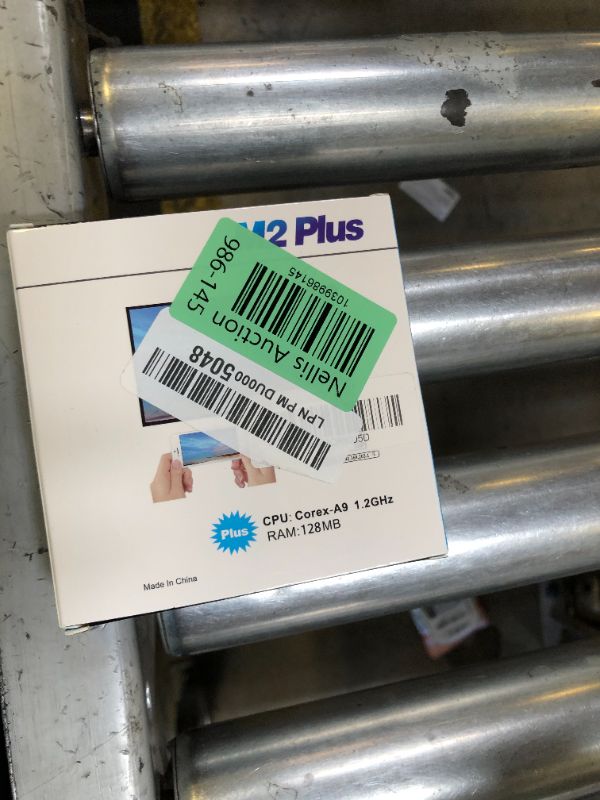 M2 Plus
986-145
1039986145
Nellis Auction
LPN PM DU0005048
Plus
CPU: Corex-A9 1.2GHz
RAM:128MB
Made In China